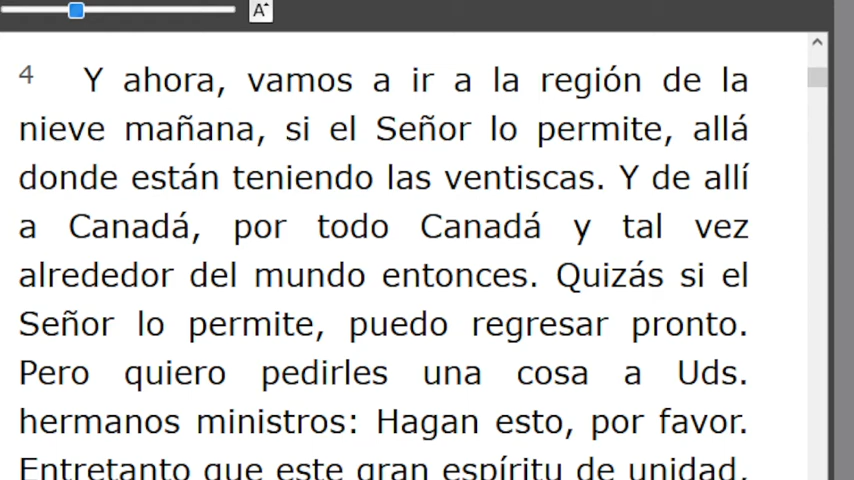 A
4 Y ahora, vamos a ir a la región de la
nieve mañana, si el Señor lo permite, allá
donde están teniendo las ventiscas. Y de allí
a Canadá, por todo Canadá y tal vez
alrededor del mundo entonces. Quizás si el
Señor lo permite, puedo regresar pronto.
Pero quiero pedirles una cosa a Uds.
hermanos ministros: Hagan esto, por favor.
Entretanto que este gran espíritu de unidad,